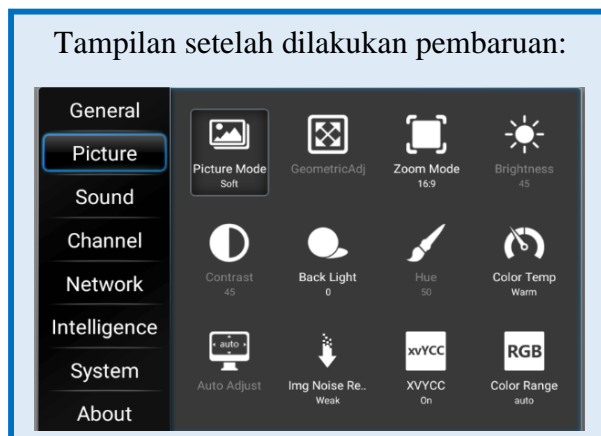 Tampilan setelah dilakukan pembaruan:
General
Picture
Sound
Channel
Network
Intelligence
System
About
Picture Mode
Soft
GeometricAdj
Zoom Mode
16:9
Brightness
45
Contrast
45
Back Light
0
Hue
50
Color Temp
Warm
auto
Auto Adjust
Img Noise Re..
Weak
xvYCC
XVYCC
On
RGB
Color Range
auto